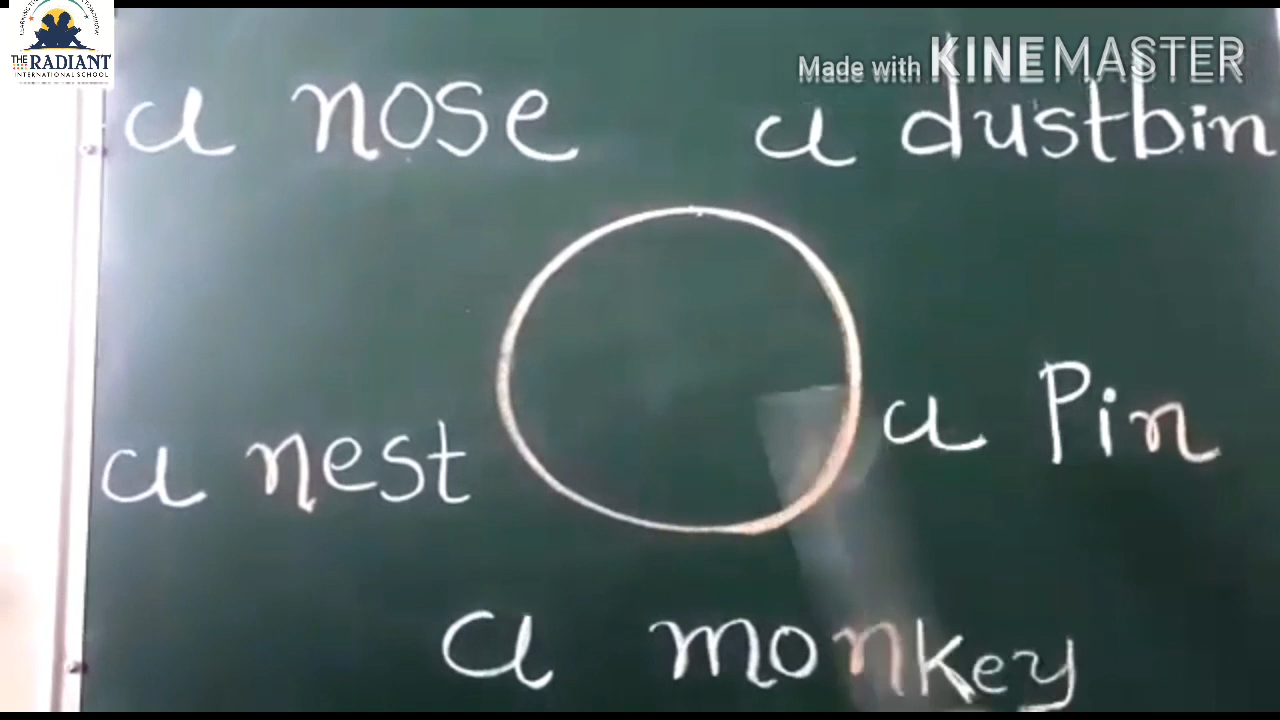 THE RADIANT
INTERNATIONAL SCHOOL
Made with KINEMASTER
a nose
a dustbin
a nest
a Pin
a monkey